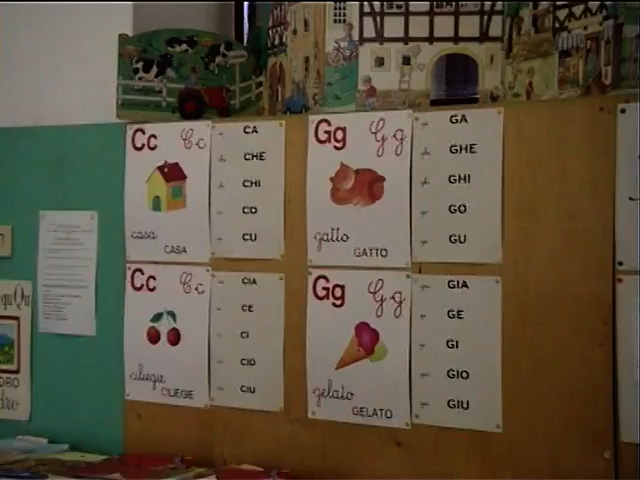 Cc Cc
casa
CASA
CA
CHE
CHI
CO
CU
Gg Gg
gatto
GATTO
GA
GHE
GHI
GO
GU
Cc Cc
ciliegie
CILIEGIE
CIA
CE
CI
CIO
CIU
Gg Gg
gelato
GELATO
GIA
GE
GI
GIO
GIU
Qu